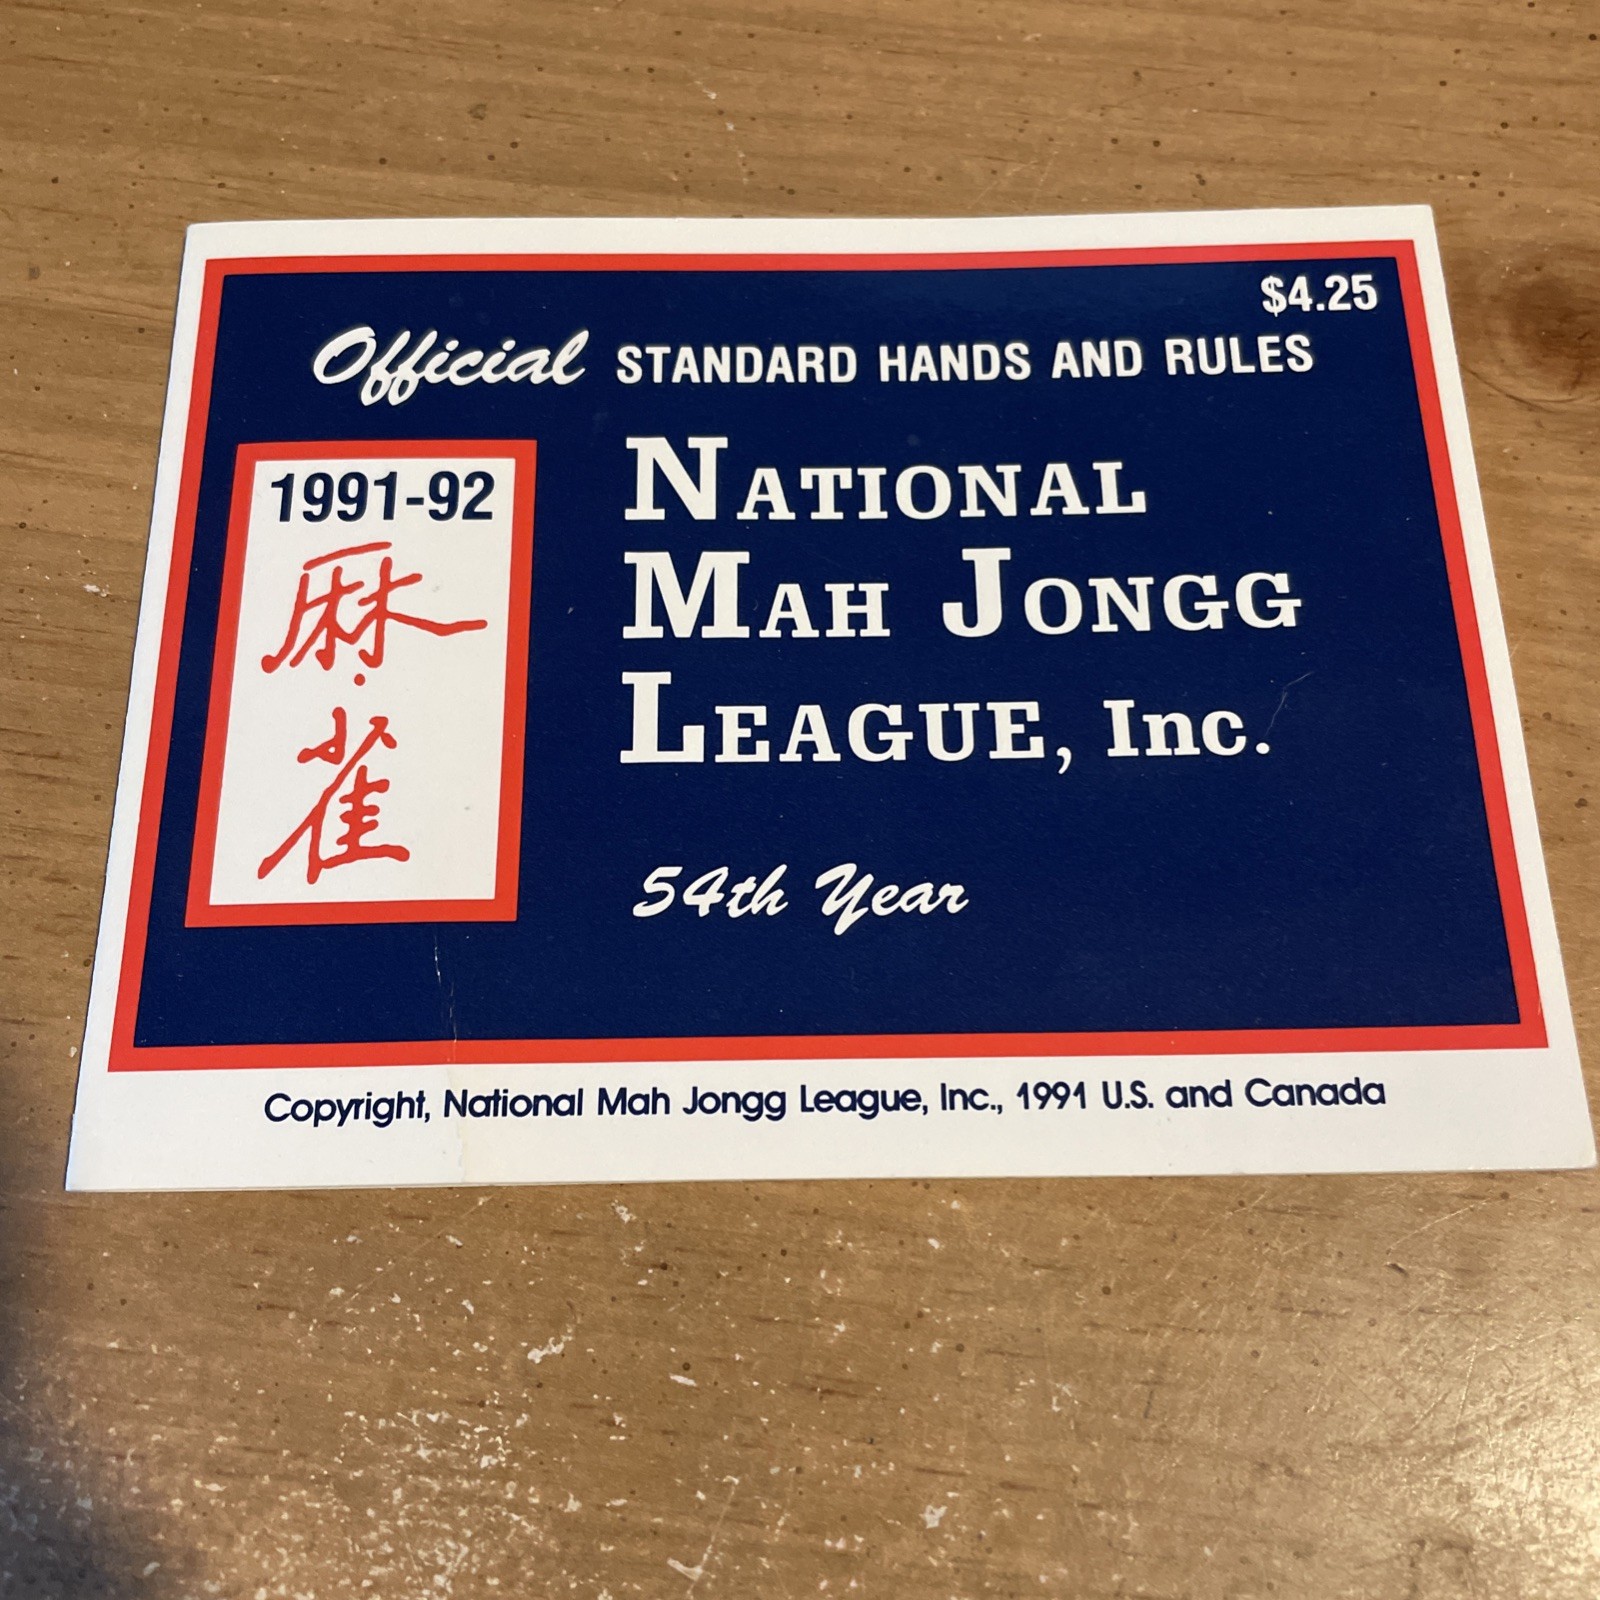 $4.25
Official STANDARD HANDS AND RULES
1991-92
麻
雀
NATIONAL
MAH JONGG
LEAGUE, Inc.
54th Year
Copyright, National Mah Jongg League, Inc., 1991 U.S. and Canada